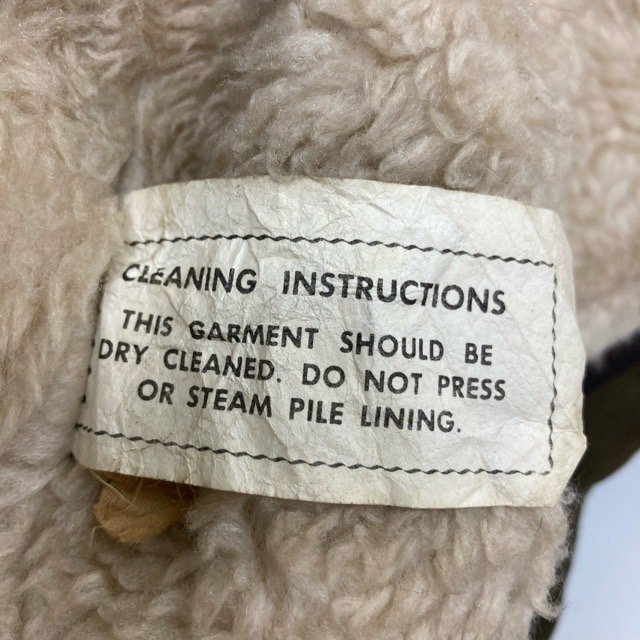 CLEANING INSTRUCTIONS
THIS GARMENT SHOULD BE
DRY CLEANED. DO NOT PRESS
OR STEAM PILE LINING.